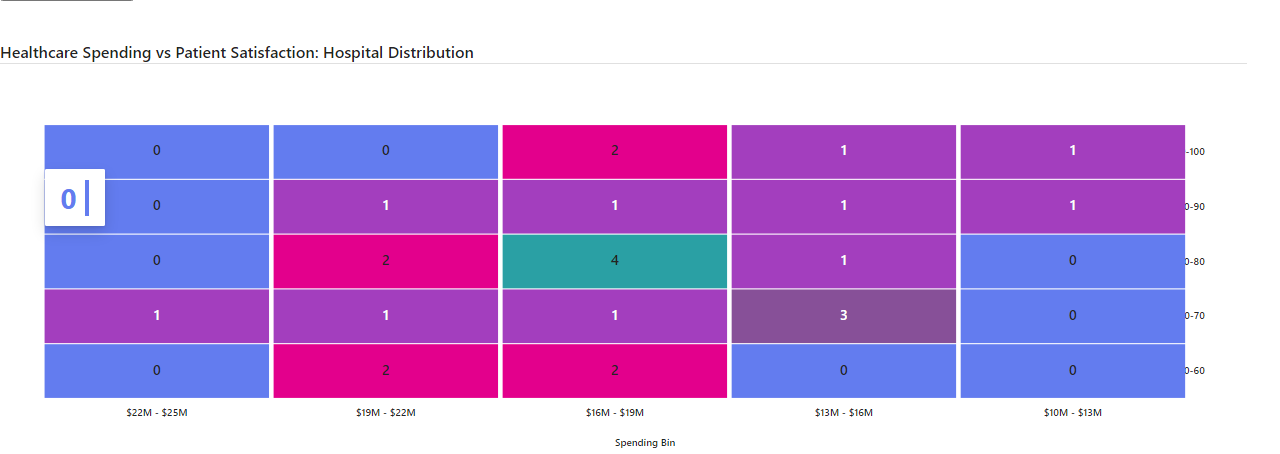 Healthcare Spending vs Patient Satisfaction: Hospital Distribution
0 0 2 1 1 -100
0 1 1 1 1 0-90
0
0 2 4 1 0 0-80
1 1 1 3 0 0-70
0 2 2 0 0 0-60
$22M - $25M $19M - $22M $16M - $19M $13M - $16M $10M - $13M
Spending Bin